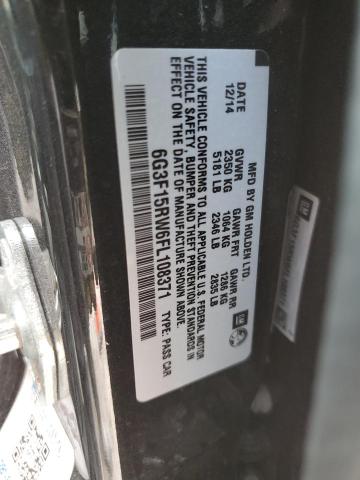 MFD BY GM HOLDEN LTD.
DATE GVWR GAWR FRT GAWR RR
12/14 2350 KG 1064 KG 1286 KG
5181 LB 2346 LB 2835 LB
THIS VEHICLE CONFORMS TO ALL APPLICABLE U.S. FEDERAL MOTOR
VEHICLE SAFETY, BUMPER AND THEFT PREVENTION STANDARDS IN
EFFECT ON THE DATE OF MANUFACTURE SHOWN ABOVE.
6G3F15RW6FL108371 TYPE: PASS CAR
GM
GM